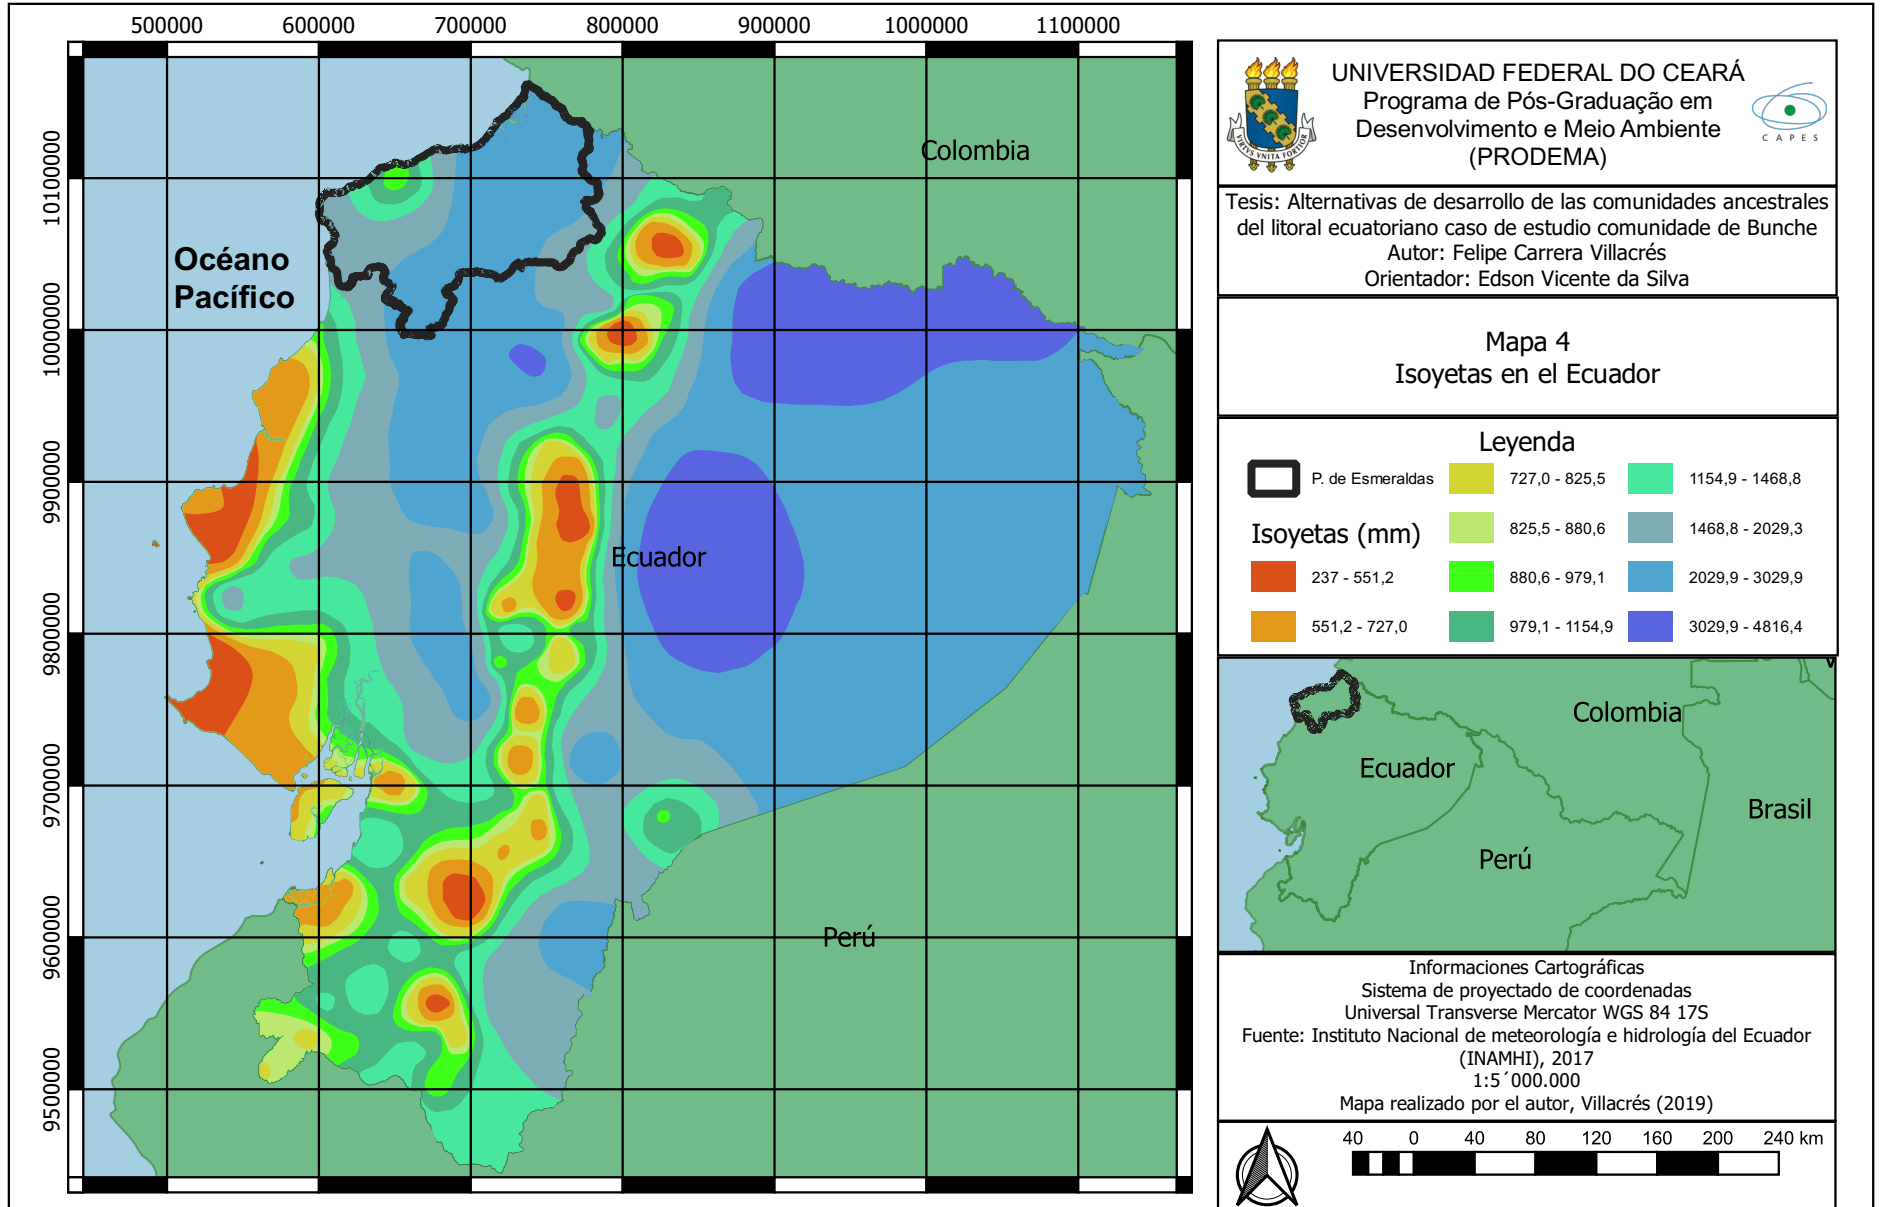 500000 600000 700000 800000 900000 1000000 1100000
10100000
10000000
9900000
9800000
9700000
9600000
9500000
Océano
Pacífico
Colombia
Ecuador
Perú
UNIVERSIDAD FEDERAL DO CEARÁ
Programa de Pós-Graduação em
Desenvolvimento e Meio Ambiente
(PRODEMA)
VIRTVS VNITA FORTIOR
CAPES
Tesis: Alternativas de desarrollo de las comunidades ancestrales
del litoral ecuatoriano caso de estudio comunidade de Bunche
Autor: Felipe Carrera Villacrés
Orientador: Edson Vicente da Silva
Mapa 4
Isoyetas en el Ecuador
Leyenda
P. de Esmeraldas
Isoyetas (mm)
237 - 551,2
551,2 - 727,0
727,0 - 825,5
825,5 - 880,6
880,6 - 979,1
979,1 - 1154,9
1154,9 - 1468,8
1468,8 - 2029,3
2029,9 - 3029,9
3029,9 - 4816,4
Colombia
Ecuador
Brasil
Perú
Informaciones Cartográficas
Sistema de proyectado de coordenadas
Universal Transverse Mercator WGS 84 17S
Fuente: Instituto Nacional de meteorología e hidrología del Ecuador
(INAMHI), 2017
1:5´000.000
Mapa realizado por el autor, Villacrés (2019)
40 0 40 80 120 160 200 240 km